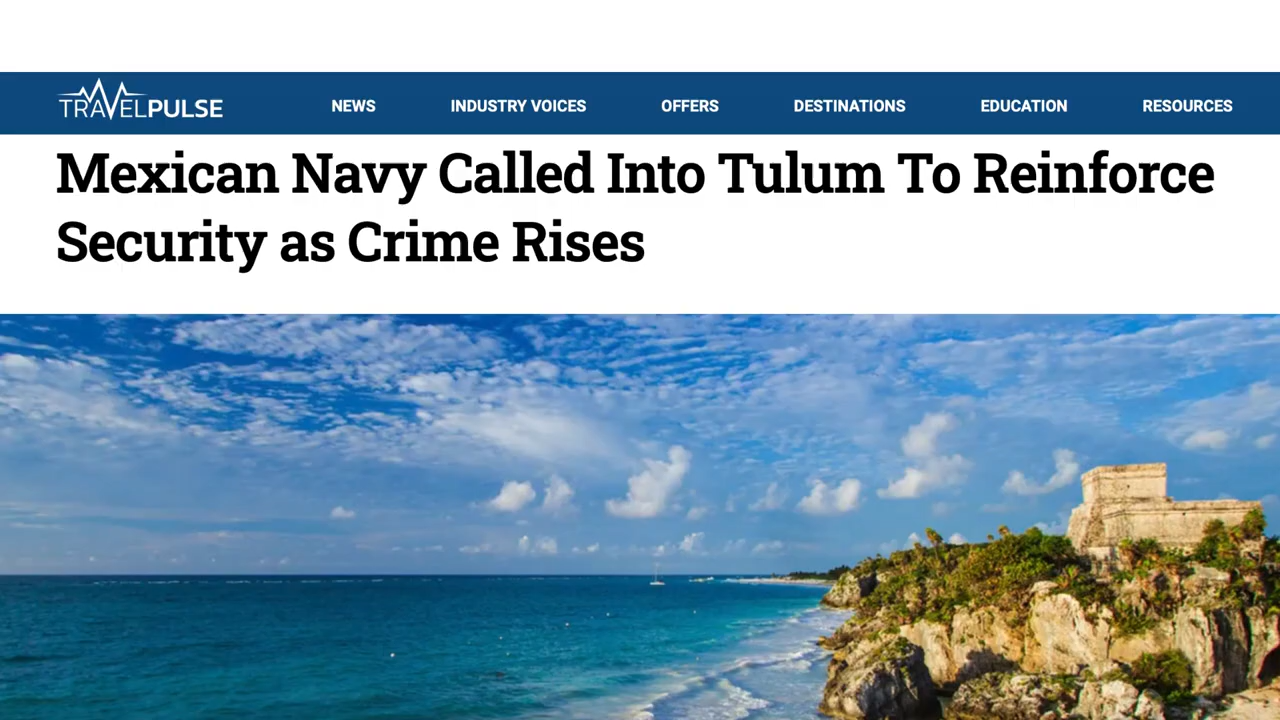 TRAVELPULSE NEWS INDUSTRY VOICES OFFERS DESTINATIONS EDUCATION RESOURCES
Mexican Navy Called Into Tulum To Reinforce
Security as Crime Rises